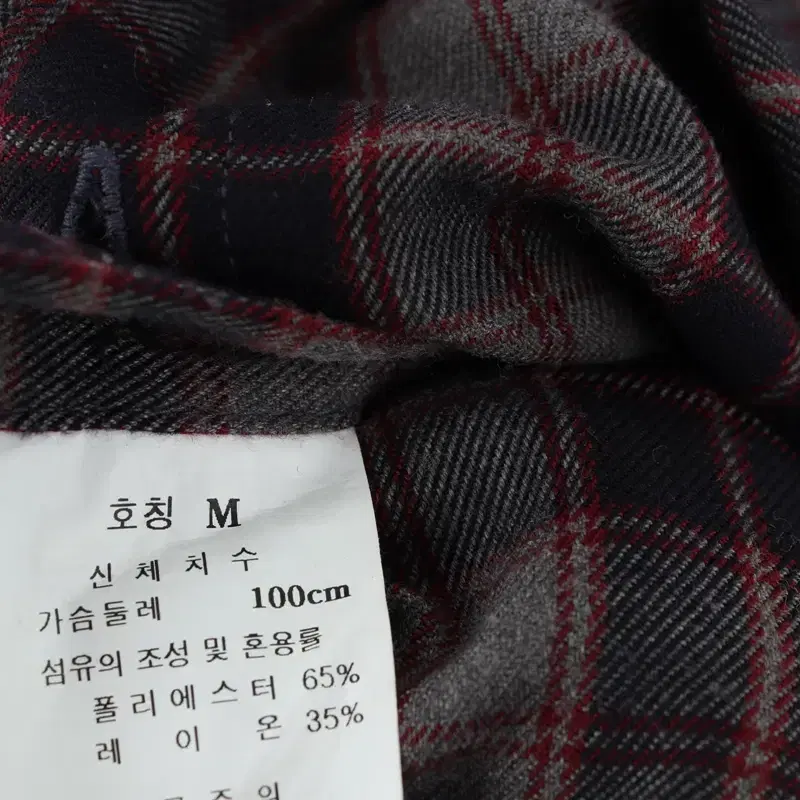 호칭 M
신체치수
가슴둘레 100cm
섬유의 조성 및 혼용률
폴리에스터 65%
레이온 35%